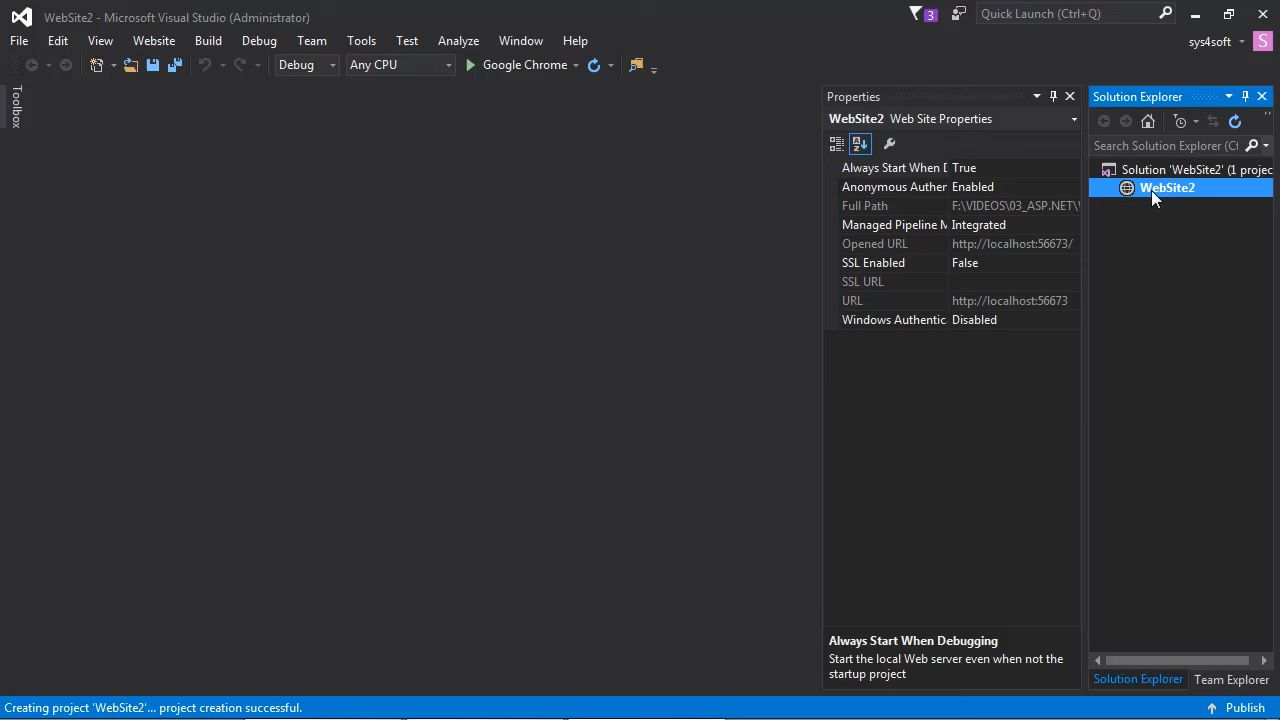 WebSite2 - Microsoft Visual Studio (Administrator)
3
Quick Launch (Ctrl+Q)
File Edit View Website Build Debug Team Tools Test Analyze Window Help
sys4soft S
Debug Any CPU Google Chrome
Toolbox
Properties
WebSite2 Web Site Properties
Always Start When D True
Anonymous Authen Enabled
Full Path F:\VIDEOS\03_ASP.NET\
Managed Pipeline M Integrated
Opened URL http://localhost:56673/
SSL Enabled False
SSL URL
URL http://localhost:56673
Windows Authentic Disabled
Always Start When Debugging
Start the local Web server even when not the
startup project
Solution Explorer
Search Solution Explorer (Ct
Solution 'WebSite2' (1 projec
WebSite2
Solution Explorer Team Explorer
Creating project 'WebSite2'... project creation successful.
Publish